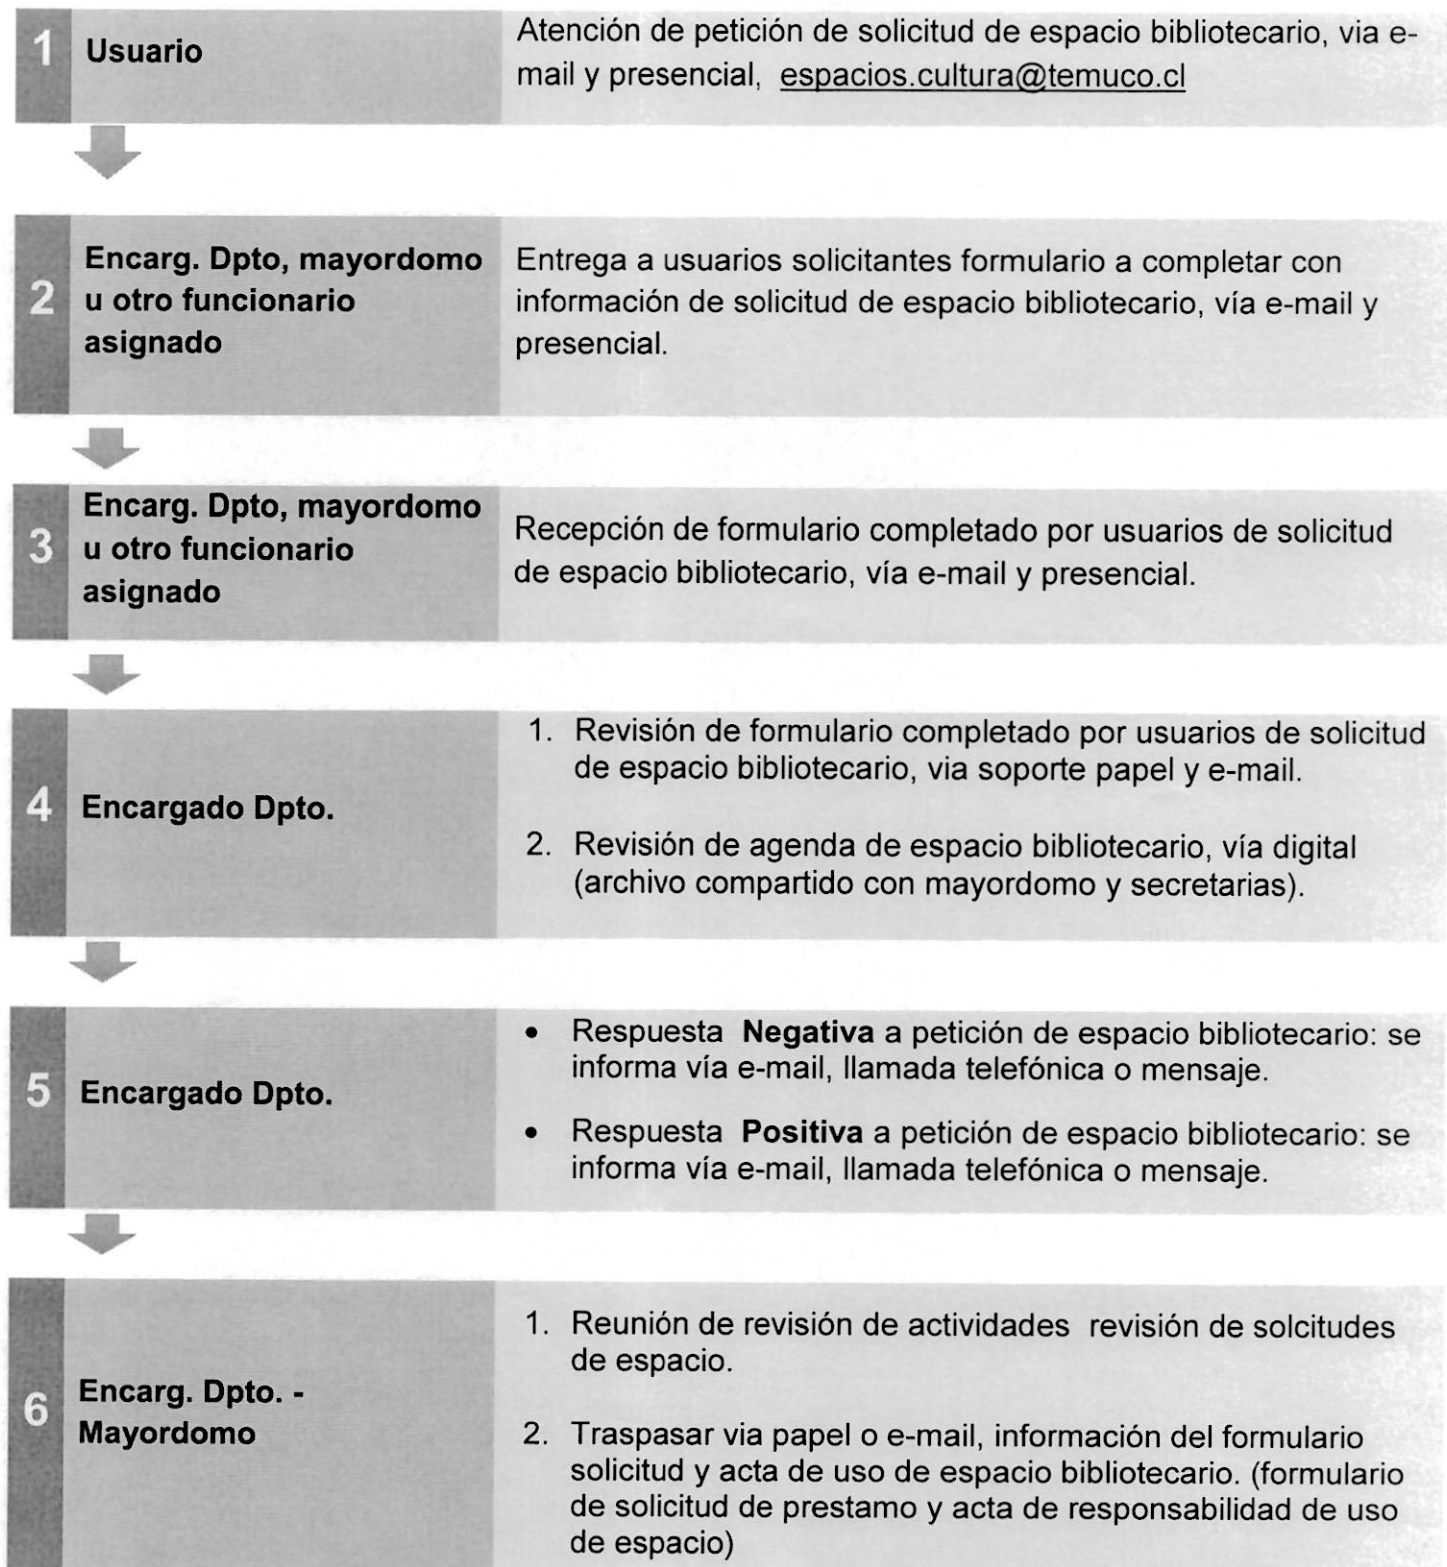 1 Usuario
Atención de petición de solicitud de espacio bibliotecario, via e-
mail y presencial, espacios.cultura@temuco.cl
2
Encarg. Dpto, mayordomo
u otro funcionario
asignado
Entrega a usuarios solicitantes formulario a completar con
información de solicitud de espacio bibliotecario, vía e-mail y
presencial.
3
Encarg. Dpto, mayordomo
u otro funcionario
asignado
Recepción de formulario completado por usuarios de solicitud
de espacio bibliotecario, vía e-mail y presencial.
4 Encargado Dpto.
1. Revisión de formulario completado por usuarios de solicitud
de espacio bibliotecario, via soporte papel y e-mail.
2. Revisión de agenda de espacio bibliotecario, vía digital
(archivo compartido con mayordomo y secretarias).
5 Encargado Dpto.
• Respuesta Negativa a petición de espacio bibliotecario: se
informa vía e-mail, llamada telefónica o mensaje.
• Respuesta Positiva a petición de espacio bibliotecario: se
informa vía e-mail, llamada telefónica o mensaje.
6
Encarg. Dpto. -
Mayordomo
1. Reunión de revisión de actividades revisión de solcitudes
de espacio.
2. Traspasar via papel o e-mail, información del formulario
solicitud y acta de uso de espacio bibliotecario. (formulario
de solicitud de prestamo y acta de responsabilidad de uso
de espacio)